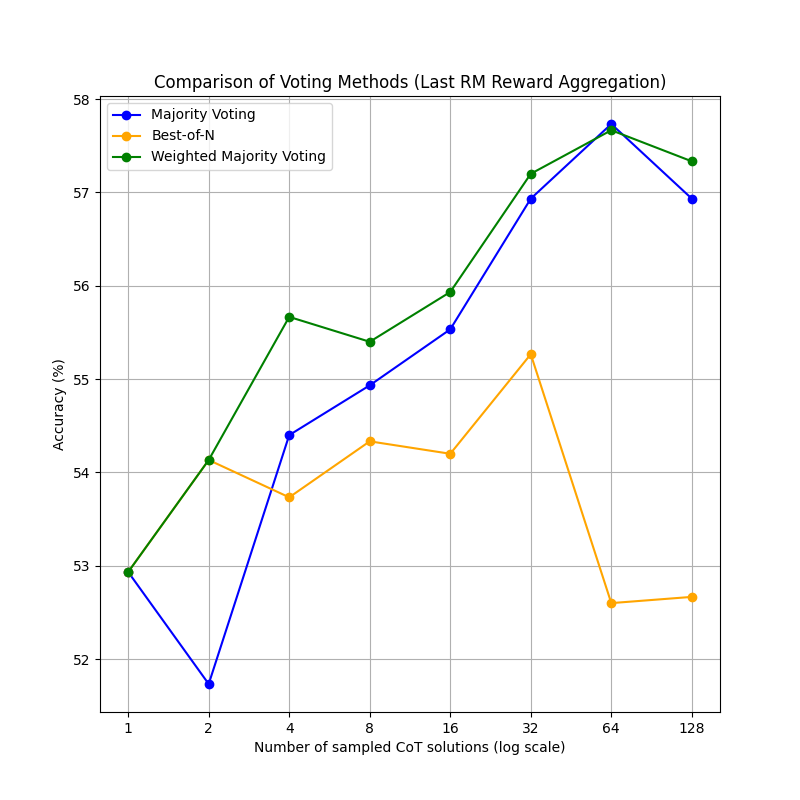 Comparison of Voting Methods (Last RM Reward Aggregation)
Majority Voting
Best-of-N
Weighted Majority Voting
58
57
56
55
54
53
52
Accuracy (%)
1 2 4 8 16 32 64 128
Number of sampled CoT solutions (log scale)